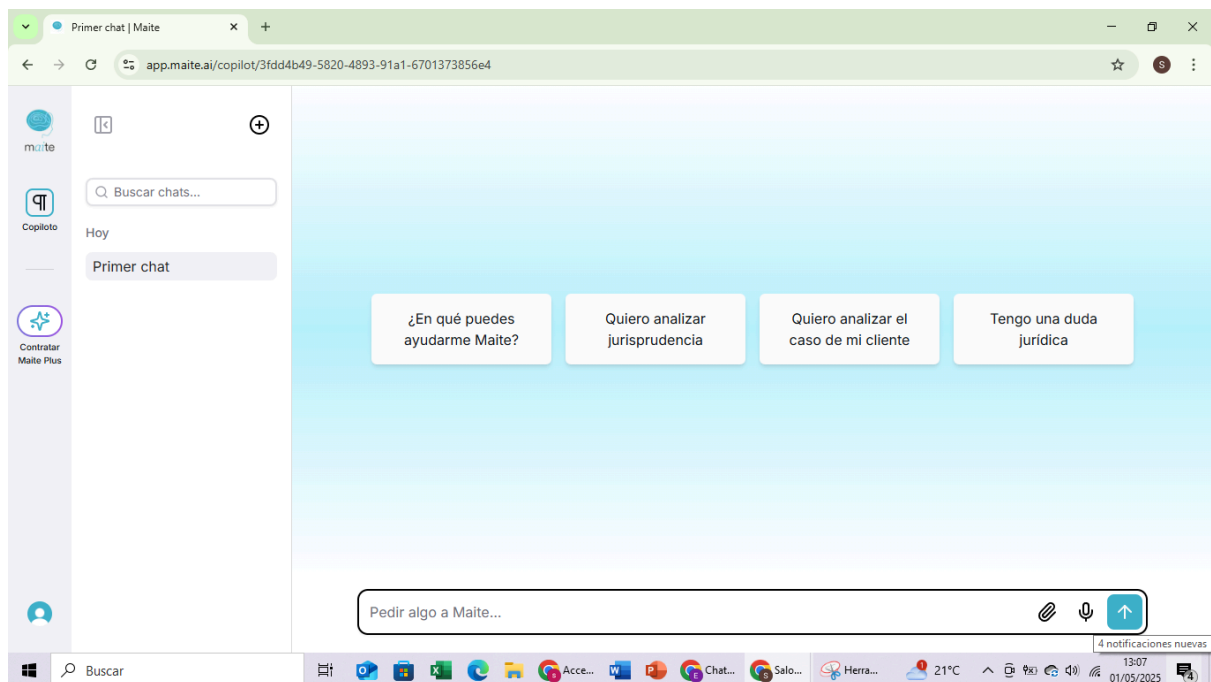 Primer chat | Maite
app.maite.ai/copilot/3fdd4b49-5820-4893-91a1-6701373856e4
S
maite
Copiloto
Contratar
Maite Plus
Buscar chats...
Hoy
Primer chat
¿En qué puedes
ayudarme Maite?
Quiero analizar
jurisprudencia
Quiero analizar el
caso de mi cliente
Tengo una duda
jurídica
Pedir algo a Maite...
4 notificaciones nuevas
Buscar
Acce...
Chat...
Salo...
Herra...
21°C
13:07
01/05/2025
4